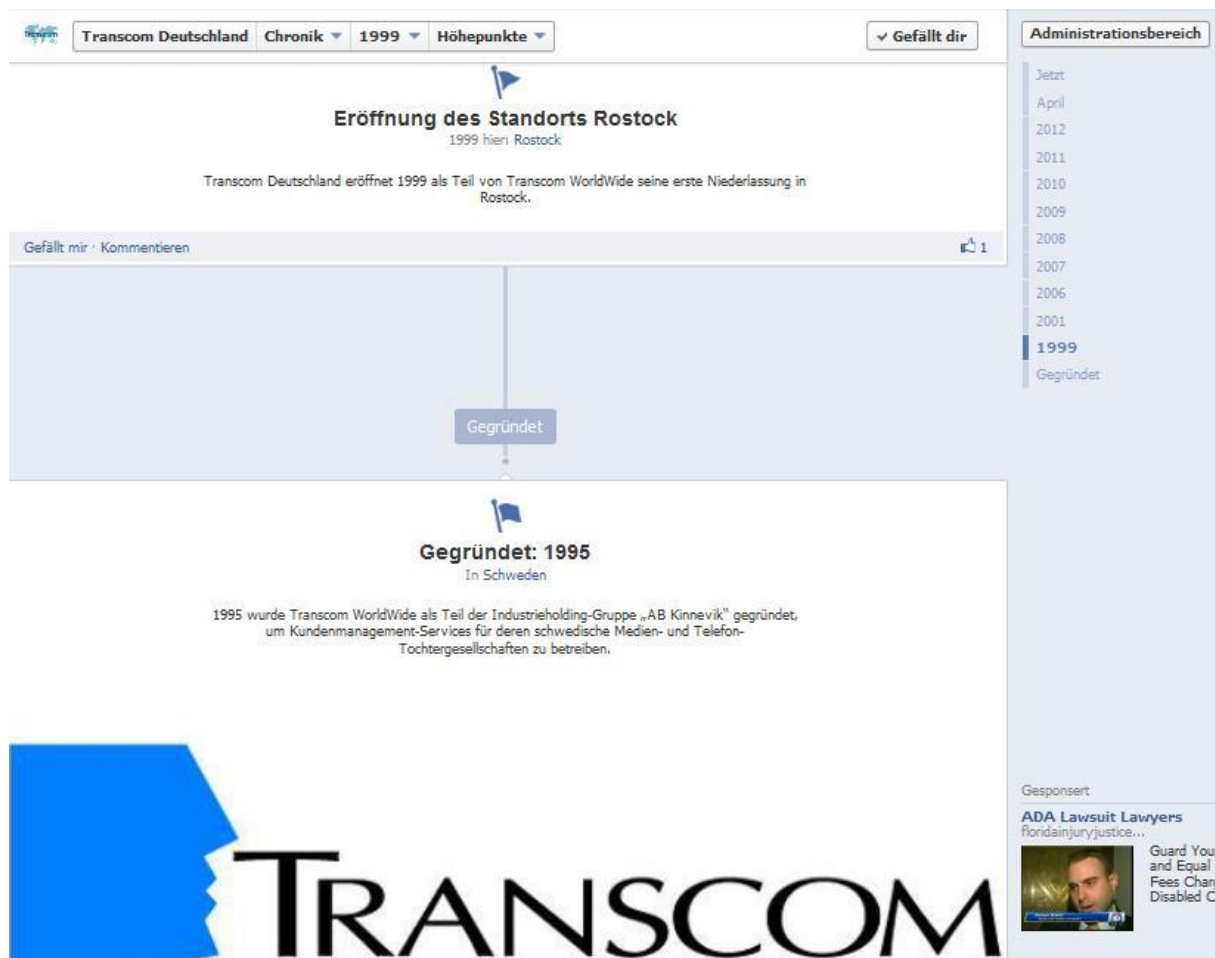 Transcom
Transcom Deutschland Chronik 1999 Höhepunkte
Gefällt dir
Administrationsbereich
Jetzt
April
2012
2011
2010
2009
2008
2007
2006
2001
1999
Gegründet
Eröffnung des Standorts Rostock
1999 hier: Rostock
Transcom Deutschland eröffnet 1999 als Teil von Transcom WorldWide seine erste Niederlassung in
Rostock.
Gefällt mir · Kommentieren
1
Gegründet
Gegründet: 1995
In Schweden
1995 wurde Transcom WorldWide als Teil der Industrieholding-Gruppe „AB Kinnevik“ gegründet,
um Kundenmanagement-Services für deren schwedische Medien- und Telefon-
Tochtergesellschaften zu betreiben.
TRANSCOM
Gesponsert
ADA Lawsuit Lawyers
floridainjuryjustice...
Guard You
and Equal
Fees Char
Disabled C